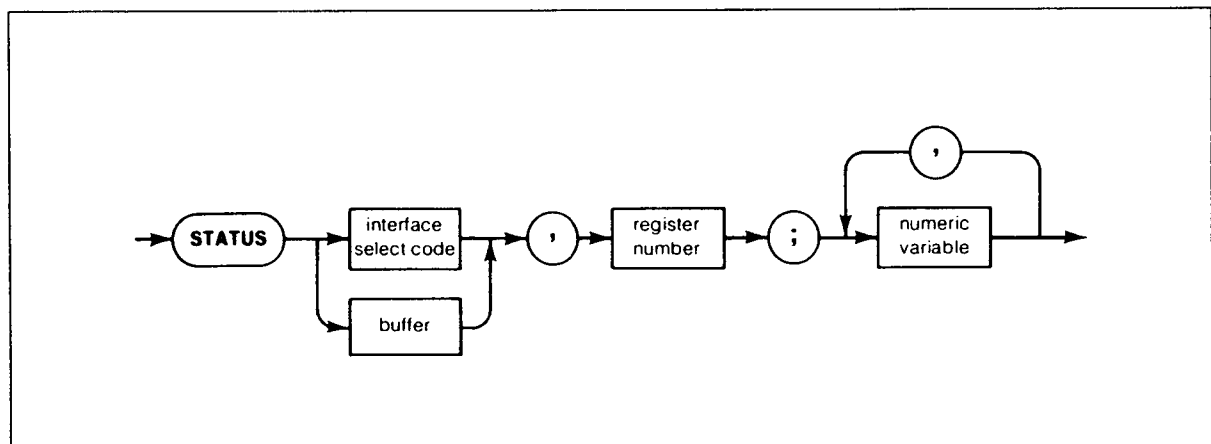 STATUS
interface
select code
buffer
,
register
number
;
,
numeric
variable